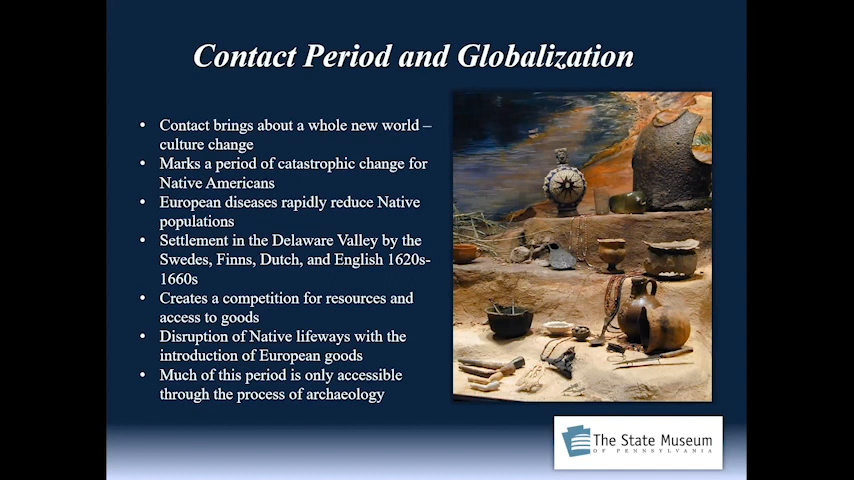 Contact Period and Globalization
• Contact brings about a whole new world –
culture change
• Marks a period of catastrophic change for
Native Americans
• European diseases rapidly reduce Native
populations
• Settlement in the Delaware Valley by the
Swedes, Finns, Dutch, and English 1620s-
1660s
• Creates a competition for resources and
access to goods
• Disruption of Native lifeways with the
introduction of European goods
• Much of this period is only accessible
through the process of archaeology
The State Museum
OF PENNSYLVANIA